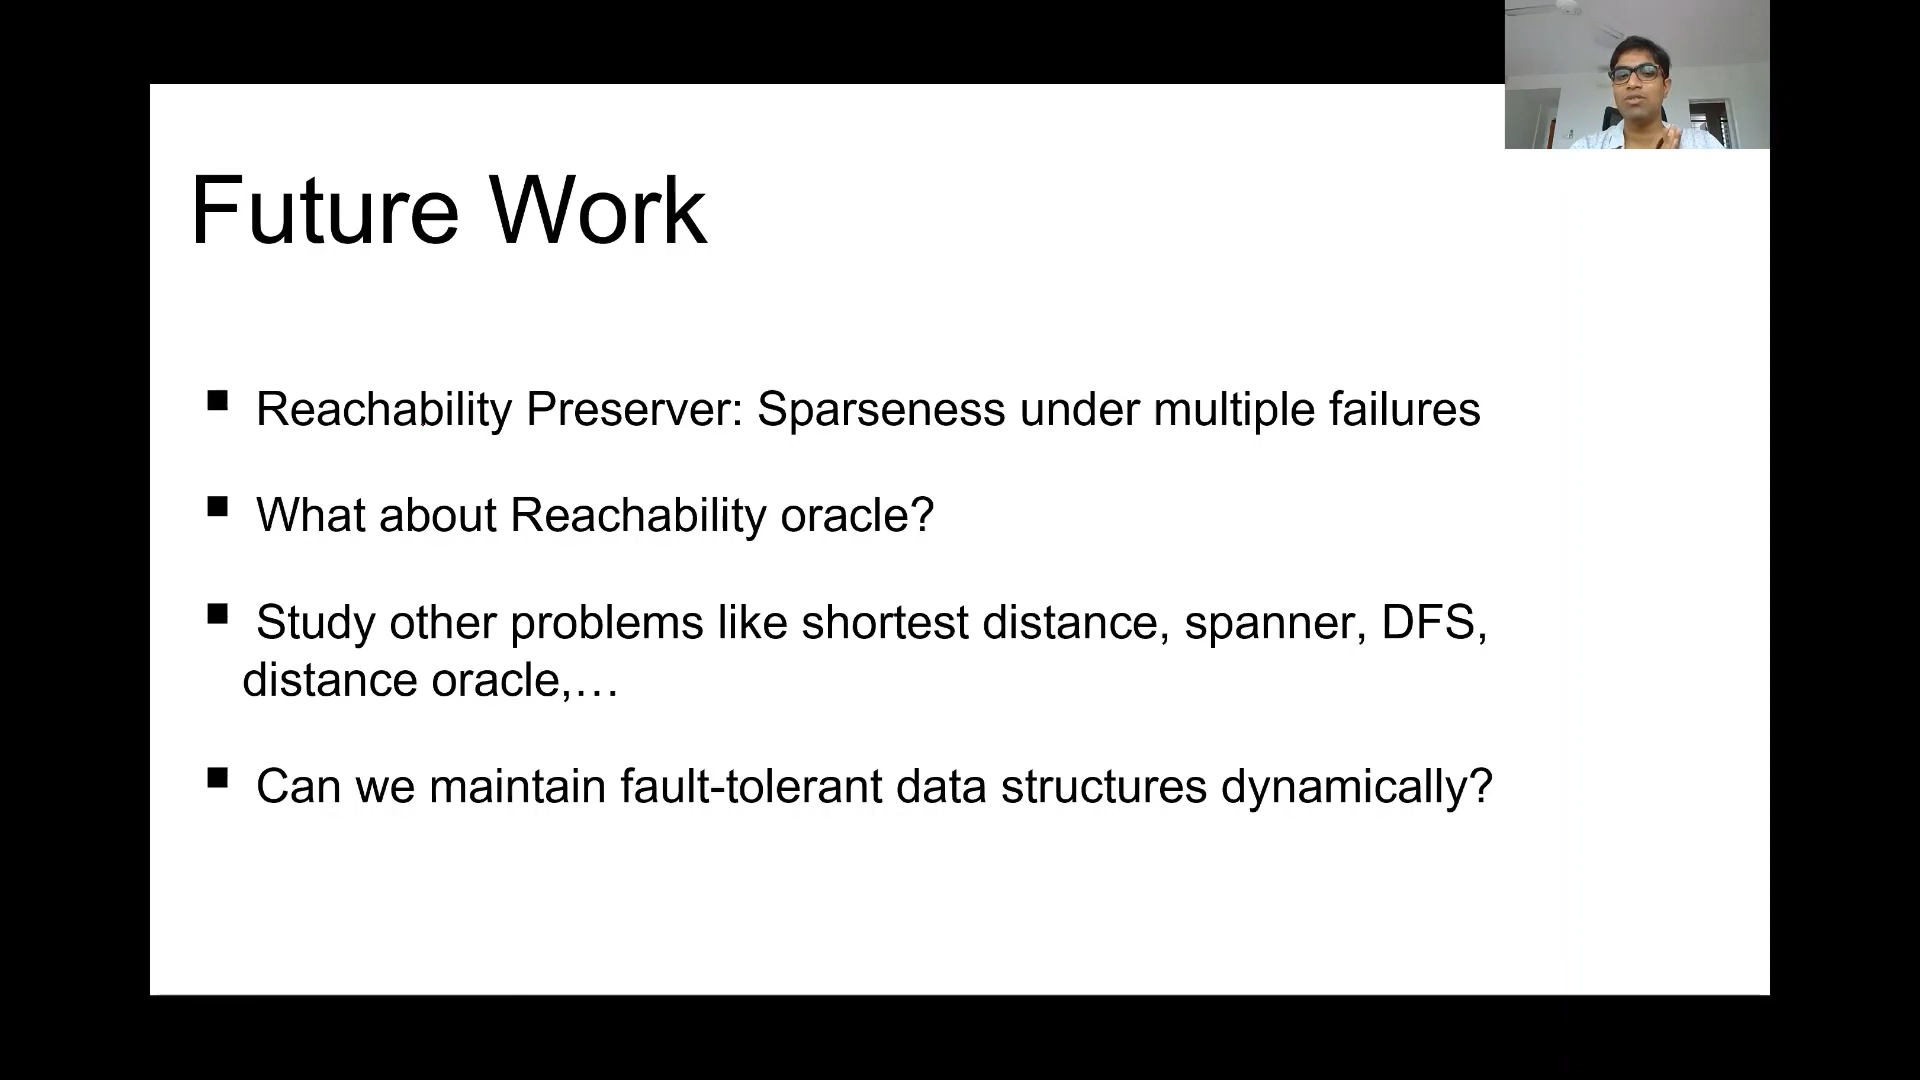 Future Work
▪ Reachability Preserver: Sparseness under multiple failures
▪ What about Reachability oracle?
▪ Study other problems like shortest distance, spanner, DFS,
distance oracle,…
▪ Can we maintain fault-tolerant data structures dynamically?